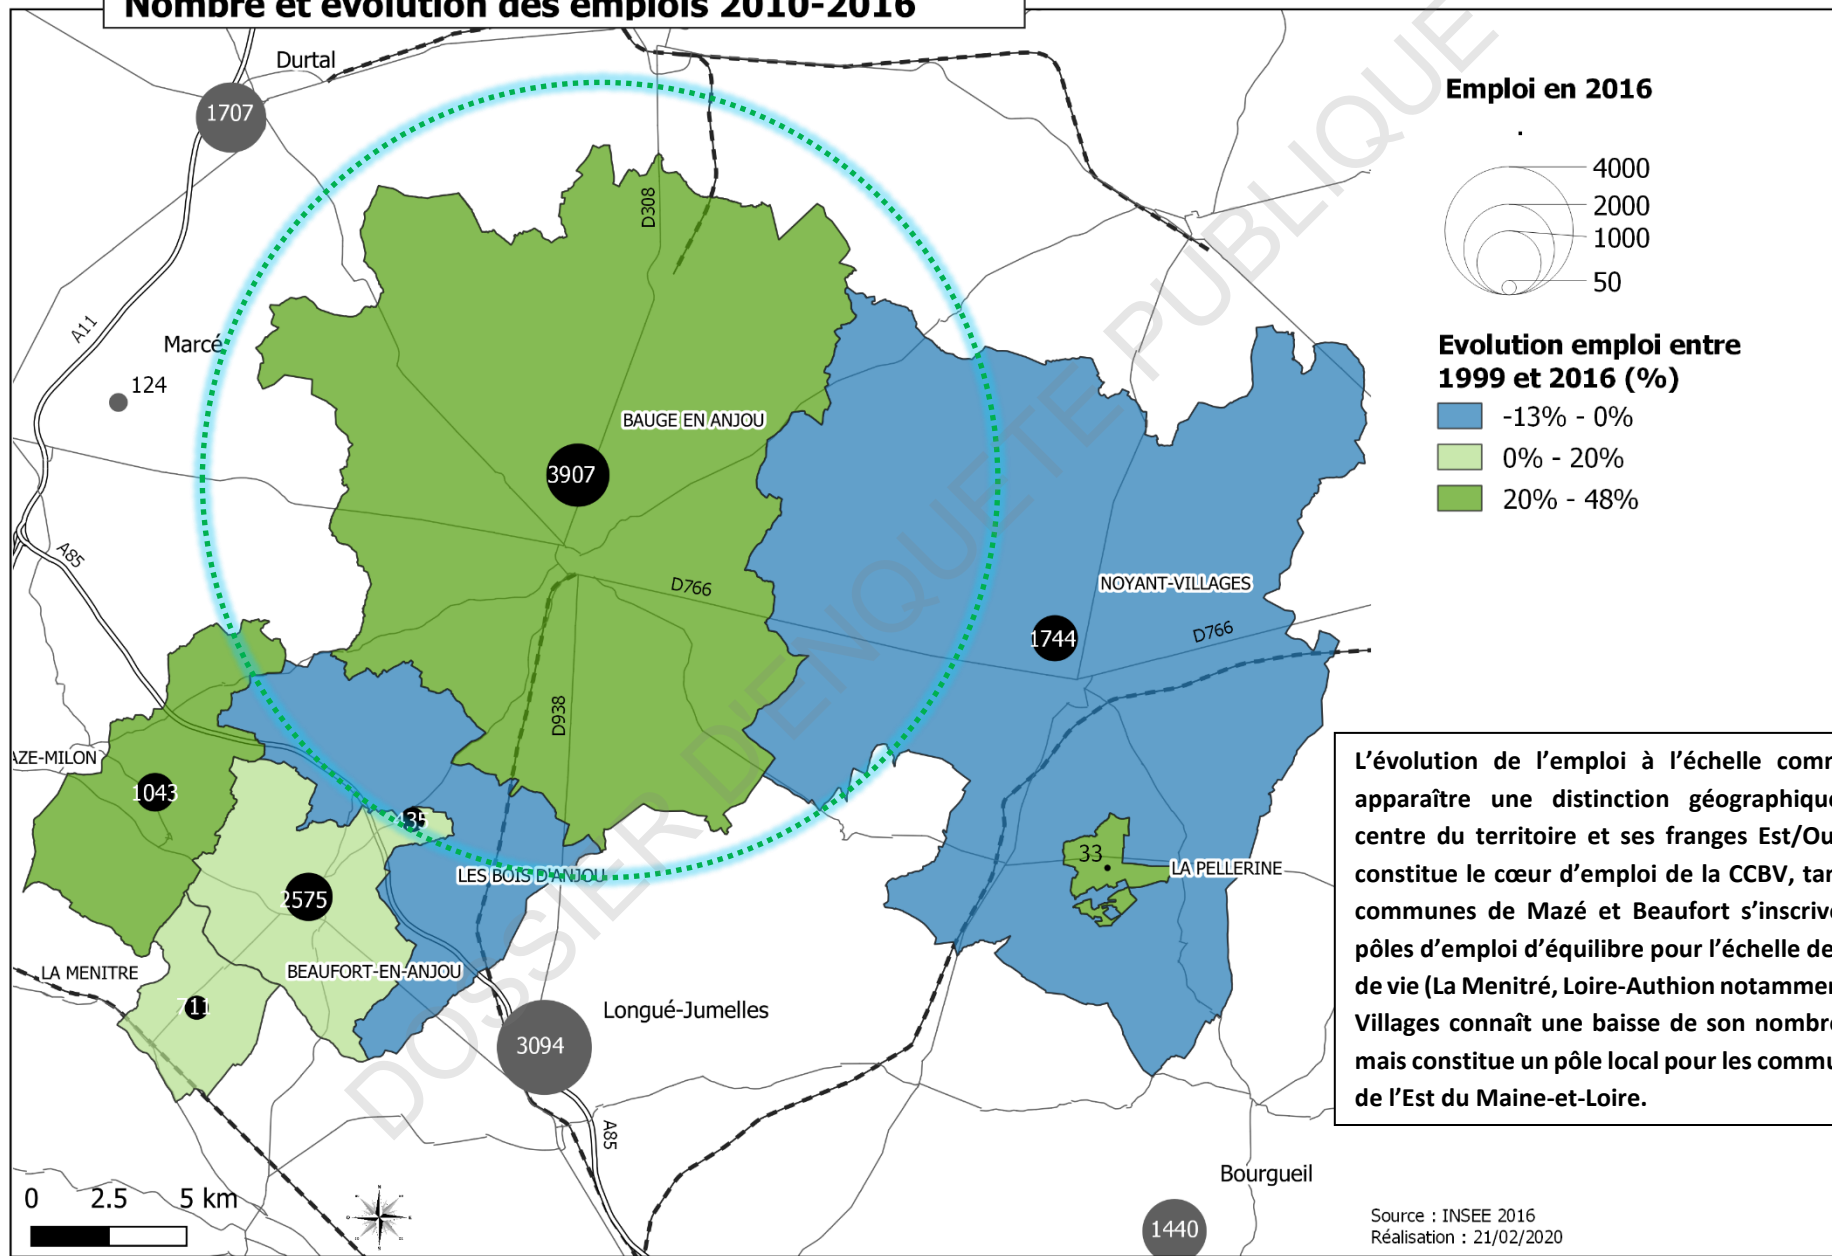 Nombre et évolution des emplois 2010-2016
Durtal
1707
Emploi en 2016
4000
2000
1000
50
D308
A11
Marcé
124
Evolution emploi entre
1999 et 2016 (%)
-13% - 0%
0% - 20%
20% - 48%
BAUGE EN ANJOU
3907
A85
D766
NOYANT-VILLAGES
1744
D766
D938
AZE-MILON
1043
435
LES BOIS D'ANJOU
33
LA PELLERINE
2575
LA MENITRE
BEAUFORT-EN-ANJOU
711
Longué-Jumelles
3094
A85
L'évolution de l'emploi à l'échelle comm
apparaître une distinction géographique
centre du territoire et ses franges Est/Ou
constitue le cœur d'emploi de la CCBV, tan
communes de Mazé et Beaufort s'inscrive
pôles d'emploi d'équilibre pour l'échelle de
de vie (La Menitré, Loire-Authion notammen
Villages connaît une baisse de son nombre
mais constitue un pôle local pour les commu
de l'Est du Maine-et-Loire.
Bourgueil
1440
0 2.5 5 km
Source : INSEE 2016
Réalisation : 21/02/2020
DOSSIER D'ENQUETE PUBLIQUE